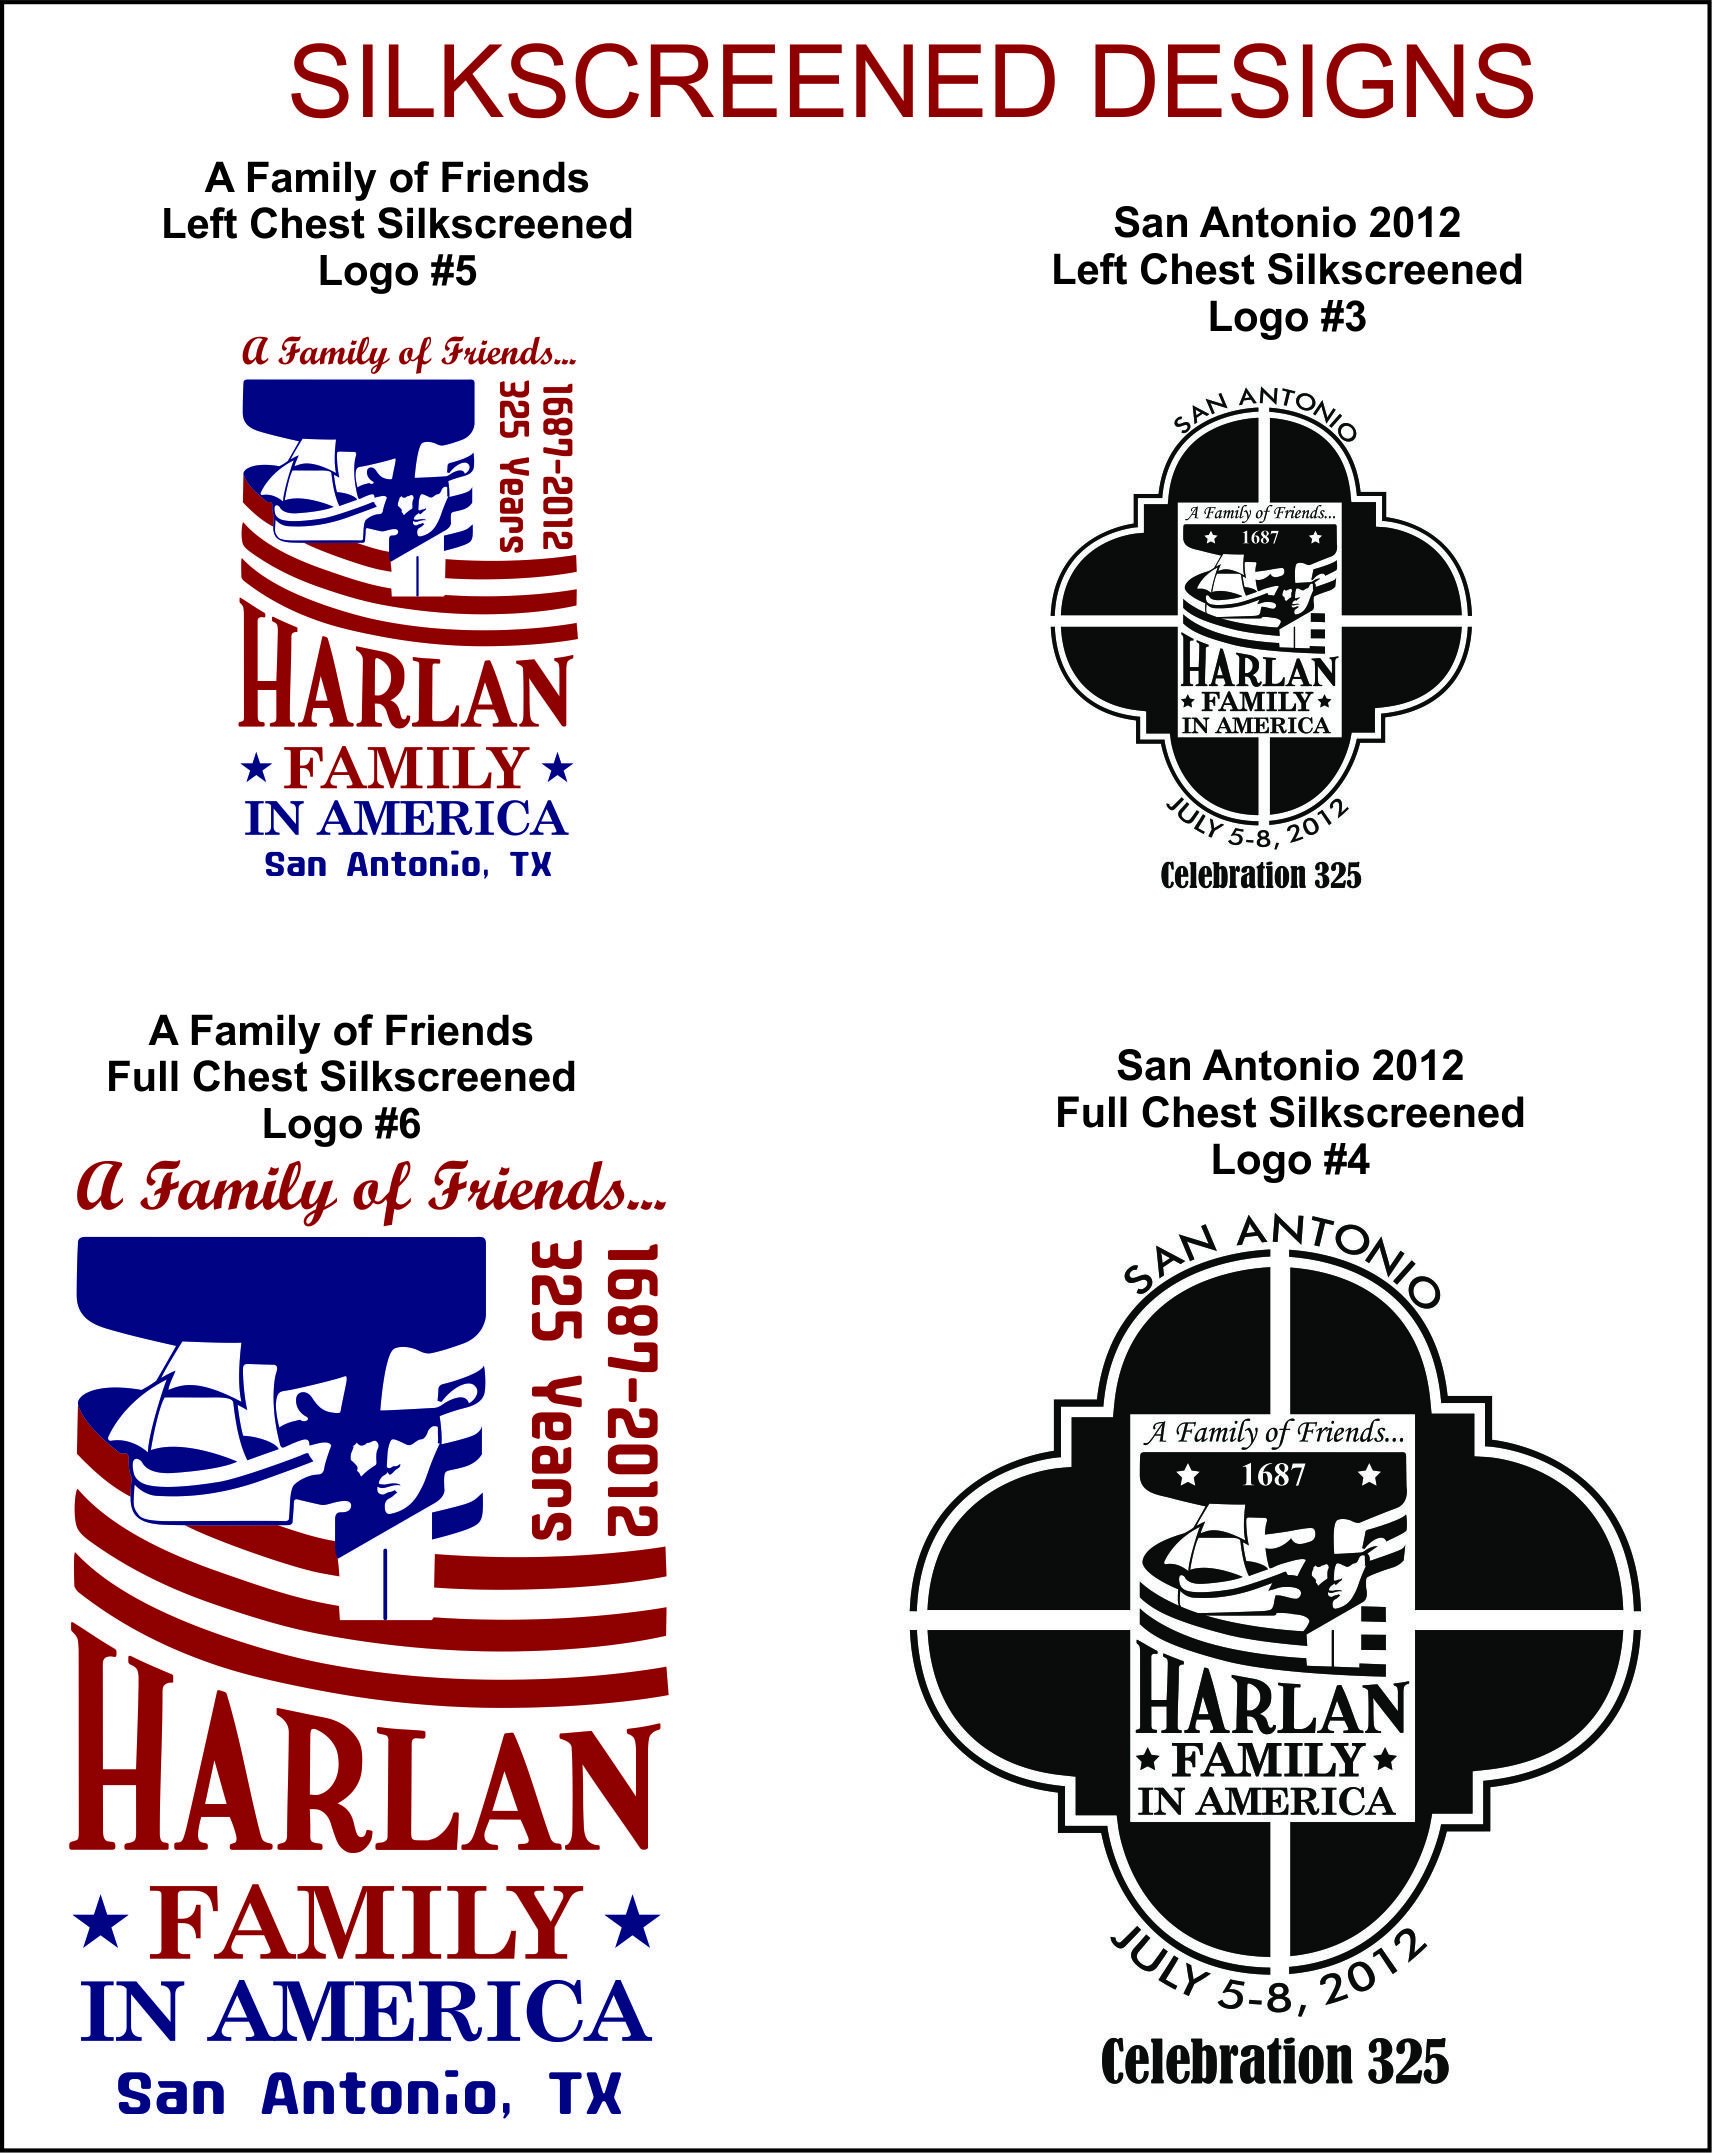 SILKSCREENED DESIGNS
A Family of Friends
Left Chest Silkscreened
Logo #5
A Family of Friends...
1687-2012
325 Years
HARLAN
FAMILY
IN AMERICA
San Antonio, TX
San Antonio 2012
Left Chest Silkscreened
Logo #3
SAN ANTONIO
A Family of Friends...
1687
HARLAN
FAMILY
IN AMERICA
JULY 5-8, 2012
Celebration 325
A Family of Friends
Full Chest Silkscreened
Logo #6
A Family of Friends...
1687-2012
325 Years
HARLAN
FAMILY
IN AMERICA
San Antonio, TX
San Antonio 2012
Full Chest Silkscreened
Logo #4
SAN ANTONIO
A Family of Friends...
1687
HARLAN
FAMILY
IN AMERICA
JULY 5-8, 2012
Celebration 325